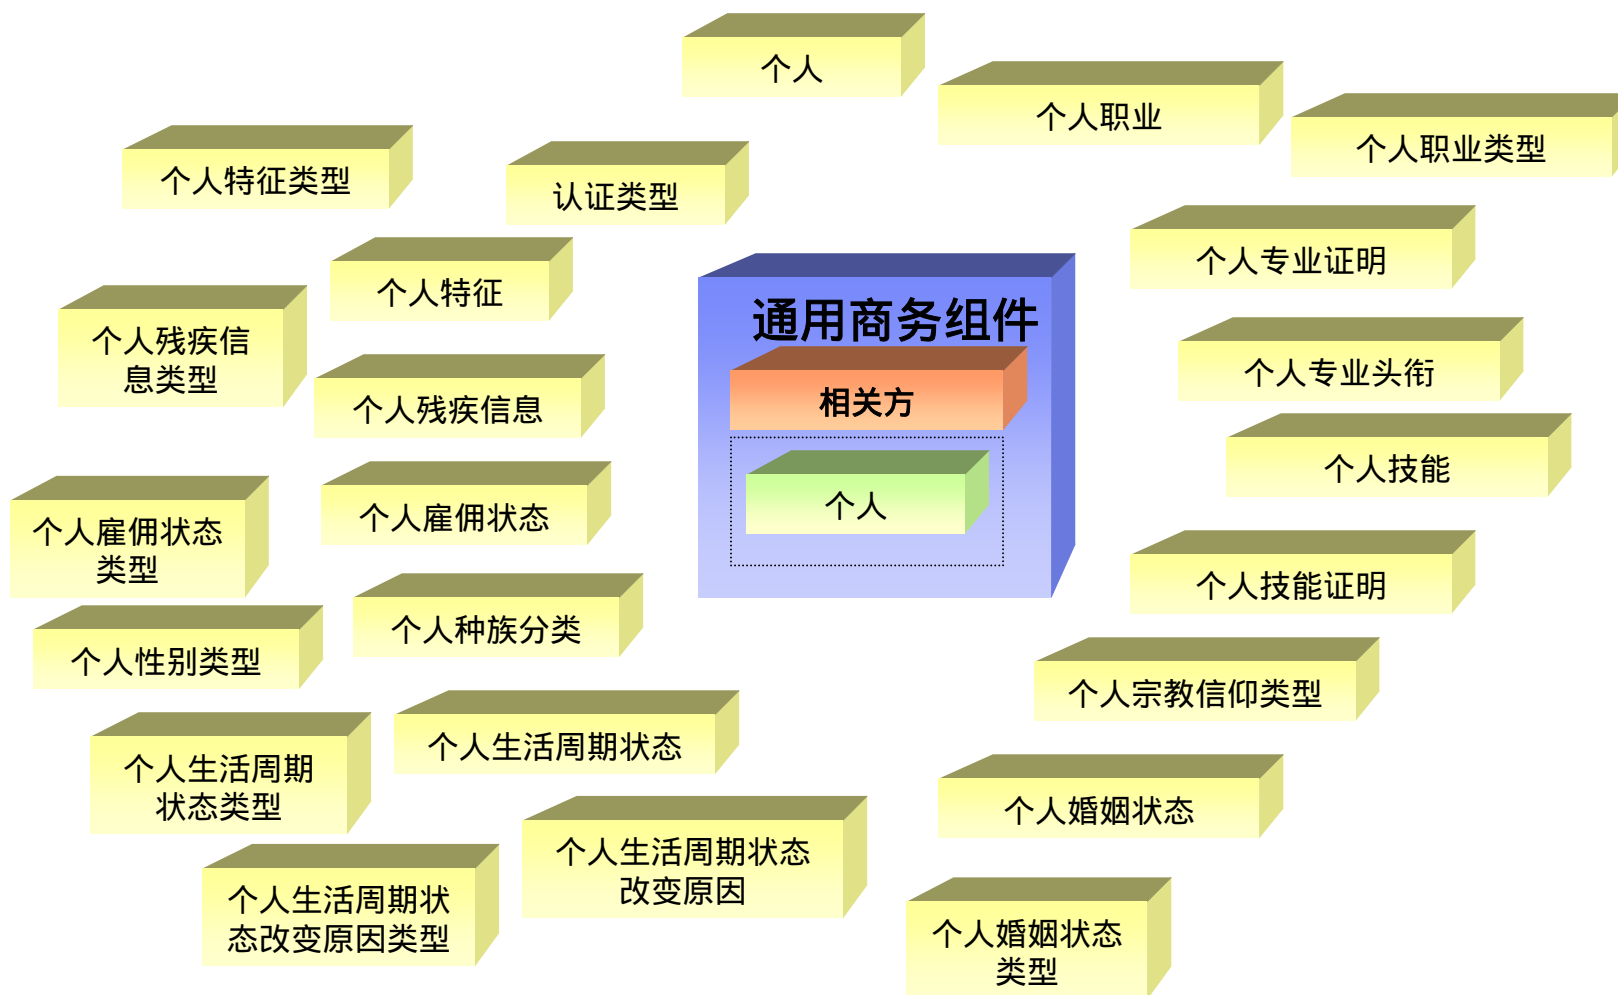 个人
个人职业
个人职业类型
个人特征类型
认证类型
个人专业证明
个人特征
通用商务组件
个人残疾信
息类型
个人专业头衔
个人残疾信息
相关方
个人技能
个人
个人雇佣状态
类型
个人雇佣状态
个人技能证明
个人种族分类
个人性别类型
个人宗教信仰类型
个人生活周期状态
个人生活周期
状态类型
个人婚姻状态
个人生活周期状态
改变原因
个人生活周期状
态改变原因类型
个人婚姻状态
类型